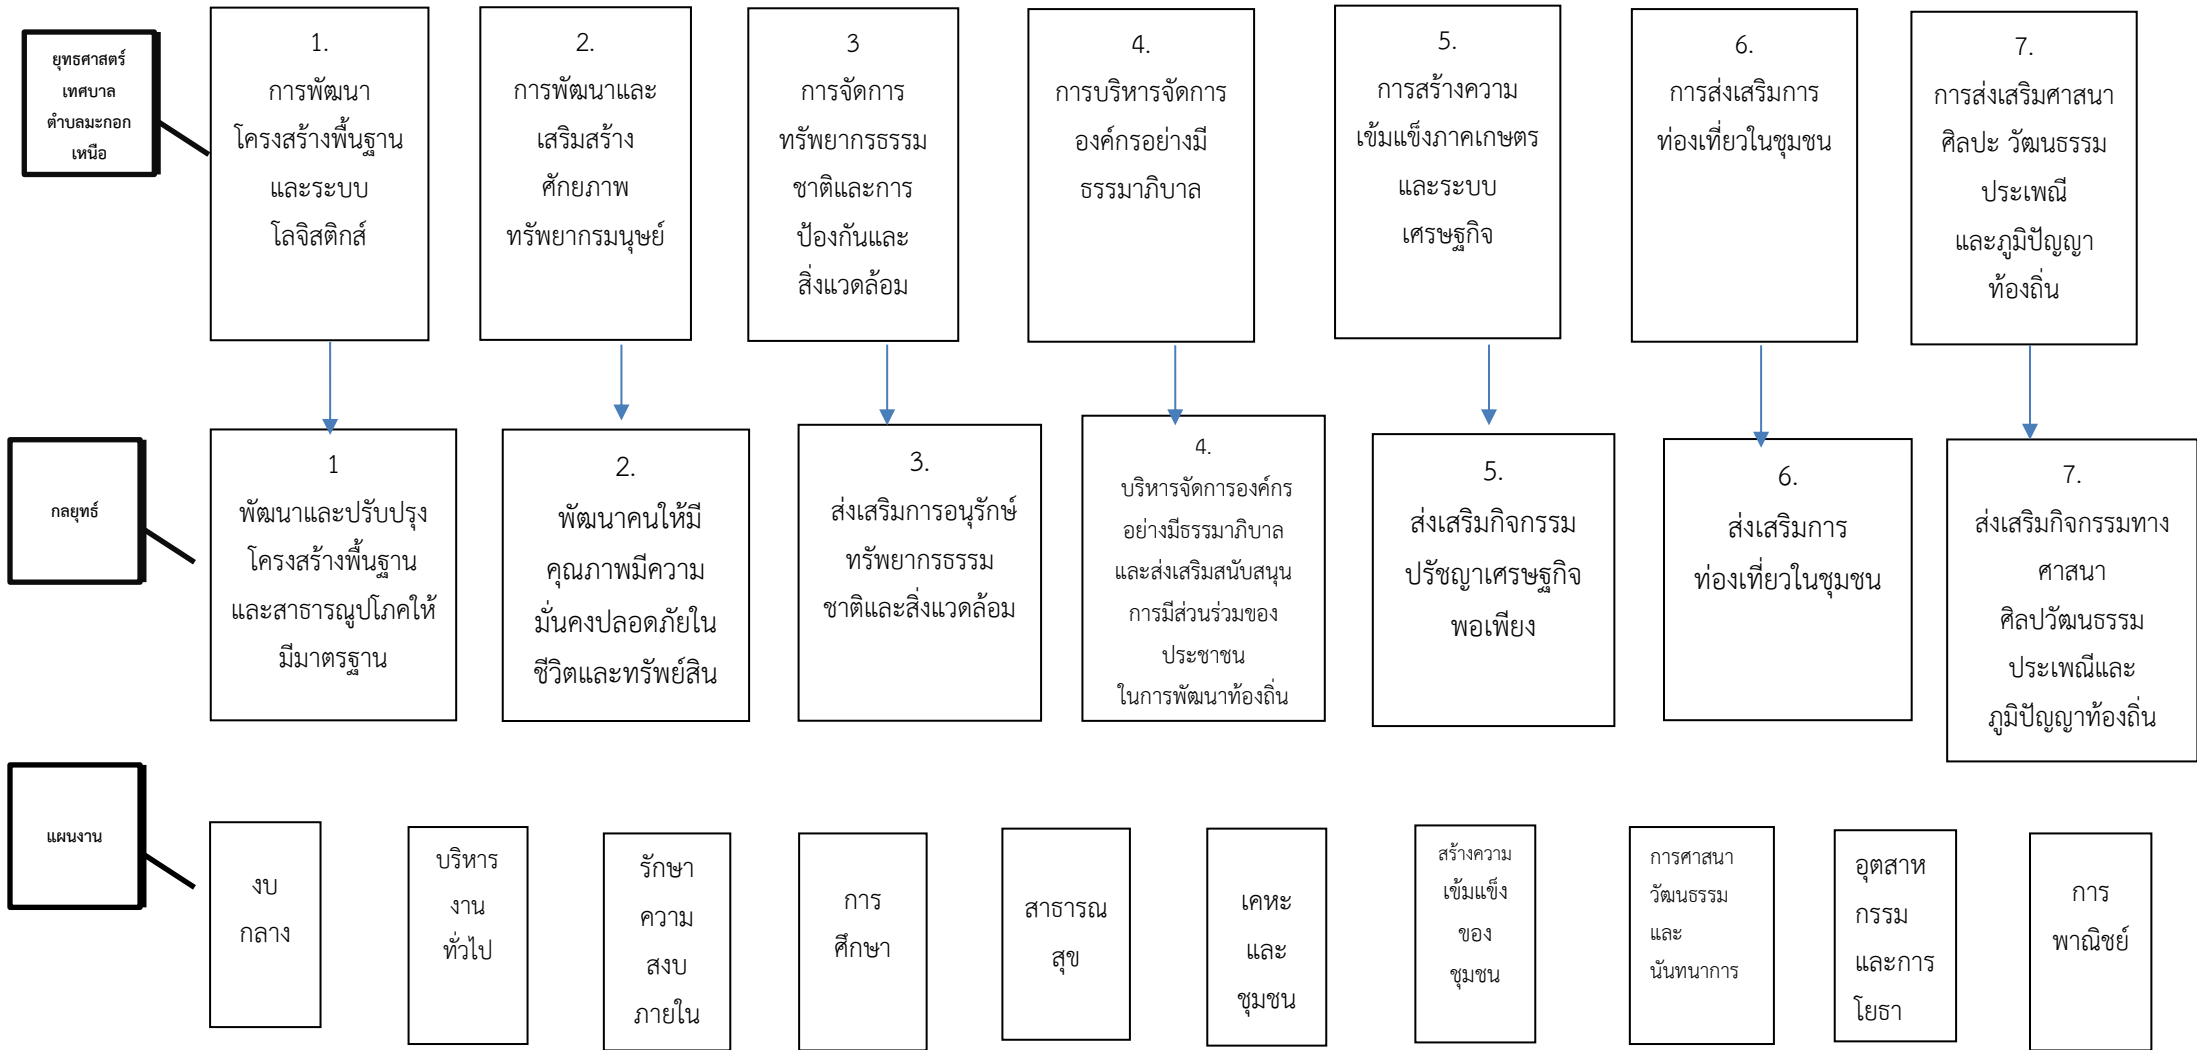 ยุทธศาสตร์
เทศบาล
ตำบลมะกอก
เหนือ
1.
การพัฒนา
โครงสร้างพื้นฐาน
และระบบ
โลจิสติกส์
2.
การพัฒนาและ
เสริมสร้าง
ศักยภาพ
ทรัพยากรมนุษย์
3
การจัดการ
ทรัพยากรธรรม
ชาติและการ
ป้องกันและ
สิ่งแวดล้อม
4.
การบริหารจัดการ
องค์กรอย่างมี
ธรรมาภิบาล
5.
การสร้างความ
เข้มแข็งภาคเกษตร
และระบบ
เศรษฐกิจ
6.
การส่งเสริมการ
ท่องเที่ยวในชุมชน
7.
การส่งเสริมศาสนา
ศิลปะ วัฒนธรรม
ประเพณี
และภูมิปัญญา
ท้องถิ่น
กลยุทธ์
1
พัฒนาและปรับปรุง
โครงสร้างพื้นฐาน
และสาธารณูปโภคให้
มีมาตรฐาน
2.
พัฒนาคนให้มี
คุณภาพมีความ
มั่นคงปลอดภัยใน
ชีวิตและทรัพย์สิน
3.
ส่งเสริมการอนุรักษ์
ทรัพยากรธรรม
ชาติและสิ่งแวดล้อม
4.
บริหารจัดการองค์กร
อย่างมีธรรมาภิบาล
และส่งเสริมสนับสนุน
การมีส่วนร่วมของ
ประชาชน
ในการพัฒนาท้องถิ่น
5.
ส่งเสริมกิจกรรม
ปรัชญาเศรษฐกิจ
พอเพียง
6.
ส่งเสริมการ
ท่องเที่ยวในชุมชน
7.
ส่งเสริมกิจกรรมทาง
ศาสนา
ศิลปวัฒนธรรม
ประเพณีและ
ภูมิปัญญาท้องถิ่น
แผนงาน
งบ
กลาง
บริหาร
งาน
ทั่วไป
รักษา
ความ
สงบ
ภายใน
การ
ศึกษา
สาธารณ
สุข
เคหะ
และ
ชุมชน
สร้างความ
เข้มแข็ง
ของ
ชุมชน
การศาสนา
วัฒนธรรม
และ
นันทนาการ
อุตสาห
กรรม
และการ
โยธา
การ
พาณิชย์